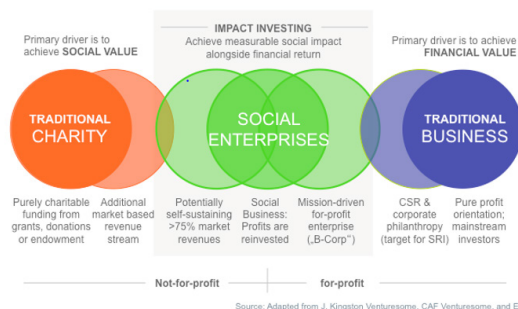 IMPACT INVESTING
Primary driver is to
achieve SOCIAL VALUE
Achieve measurable social impact
alongside financial return
Primary driver is to achieve
FINANCIAL VALUE
TRADITIONAL
CHARITY
SOCIAL
ENTERPRISES
TRADITIONAL
BUSINESS
Purely charitable
funding from
grants, donations
or endowment
Additional
market based
revenue
stream
Potentially
self-sustaining
>75% market
revenues
Social
Business:
Profits are
reinvested
Mission-driven
for-profit
enterprise
(„B-Corp“)
CSR &
corporate
philanthropy
(target for SRI)
Pure profit
orientation;
mainstream
investors
Not-for-profit
for-profit
Source: Adapted from J. Kingston Venturesome, CAF Venturesome, and